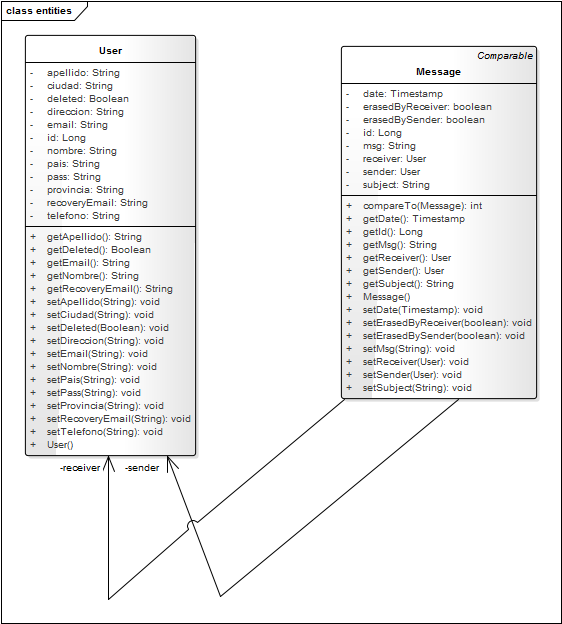 class entities
User
- apellido: String
- ciudad: String
- deleted: Boolean
- direccion: String
- email: String
- id: Long
- nombre: String
- pais: String
- pass: String
- provincia: String
- recoveryEmail: String
- telefono: String
+ getApellido(): String
+ getDeleted(): Boolean
+ getEmail(): String
+ getNombre(): String
+ getRecoveryEmail(): String
+ setApellido(String): void
+ setCiudad(String): void
+ setDeleted(Boolean): void
+ setDireccion(String): void
+ setEmail(String): void
+ setNombre(String): void
+ setPais(String): void
+ setPass(String): void
+ setProvincia(String): void
+ setRecoveryEmail(String): void
+ setTelefono(String): void
+ User()
Comparable
Message
- date: Timestamp
- erasedByReceiver: boolean
- erasedBySender: boolean
- id: Long
- msg: String
- receiver: User
- sender: User
- subject: String
+ compareTo(Message): int
+ getDate(): Timestamp
+ getId(): Long
+ getMsg(): String
+ getReceiver(): User
+ getSender(): User
+ getSubject(): String
+ Message()
+ setDate(Timestamp): void
+ setErasedByReceiver(boolean): void
+ setErasedBySender(boolean): void
+ setMsg(String): void
+ setReceiver(User): void
+ setSender(User): void
+ setSubject(String): void
-receiver
-sender